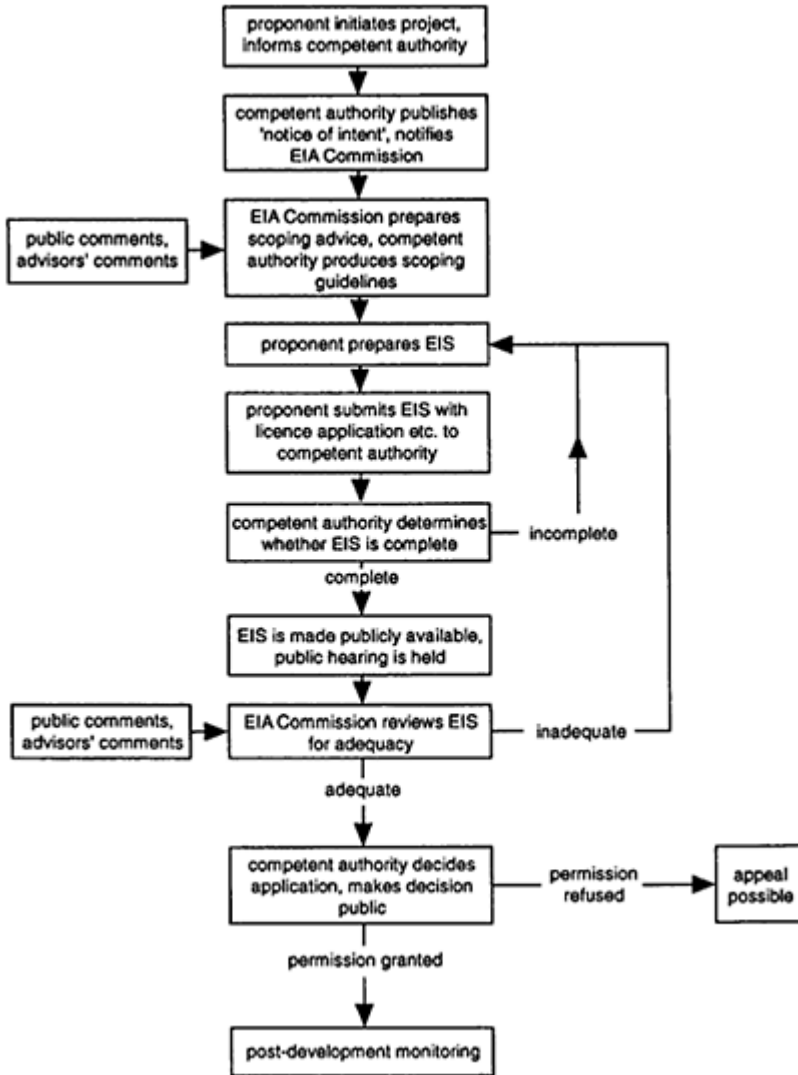 proponent initiates project,
informs competent authority
competent authority publishes
'notice of intent', notifies
EIA Commission
public comments,
advisors' comments
EIA Commission prepares
scoping advice, competent
authority produces scoping
guidelines
proponent prepares EIS
proponent submits EIS with
licence application etc. to
competent authority
competent authority determines
whether EIS is complete
incomplete
complete
EIS is made publicly available,
public hearing is held
public comments,
advisors' comments
EIA Commission reviews EIS
for adequacy
inadequate
adequate
competent authority decides
application, makes decision
public
permission
refused
appeal
possible
permission granted
post-development monitoring